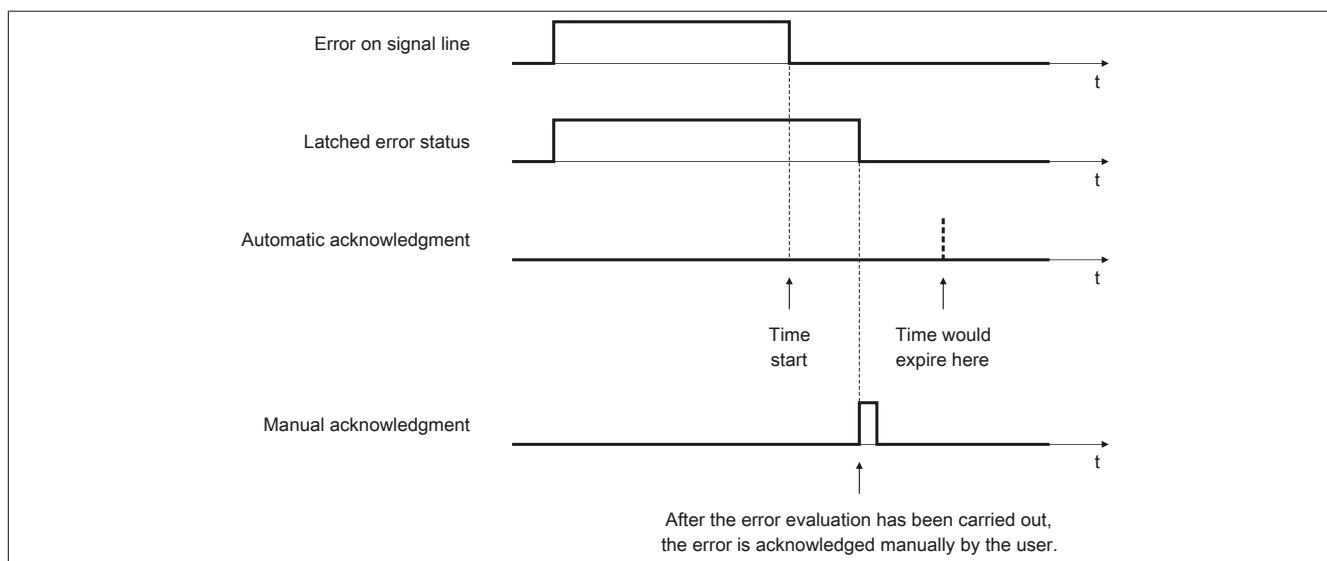 Error on signal line
t
Latched error status
t
Automatic acknowledgment
t
Time
start
Time would
expire here
Manual acknowledgment
t
After the error evaluation has been carried out,
the error is acknowledged manually by the user.